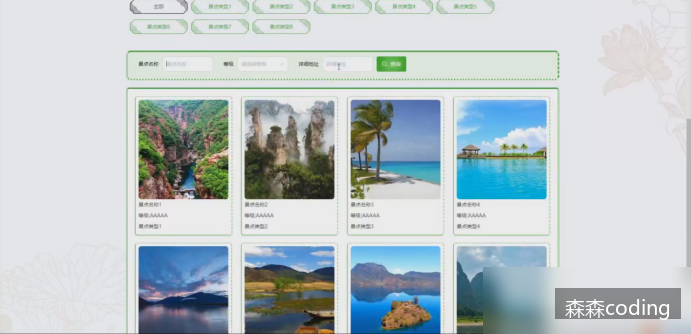 全部 景点类型1 景点类型2 景点类型3 景点类型4 景点类型5
景点类型6 景点类型7 景点类型8
景点名称 景点名称 等级 详细地址 查询
景点名称1 景点名称2 景点名称3 景点名称4
等级:AAAAA 等级:AAAAA 等级:AAAAA 等级:AAAAA
景点类型1 景点类型2 景点类型3 景点类型4
森森coding